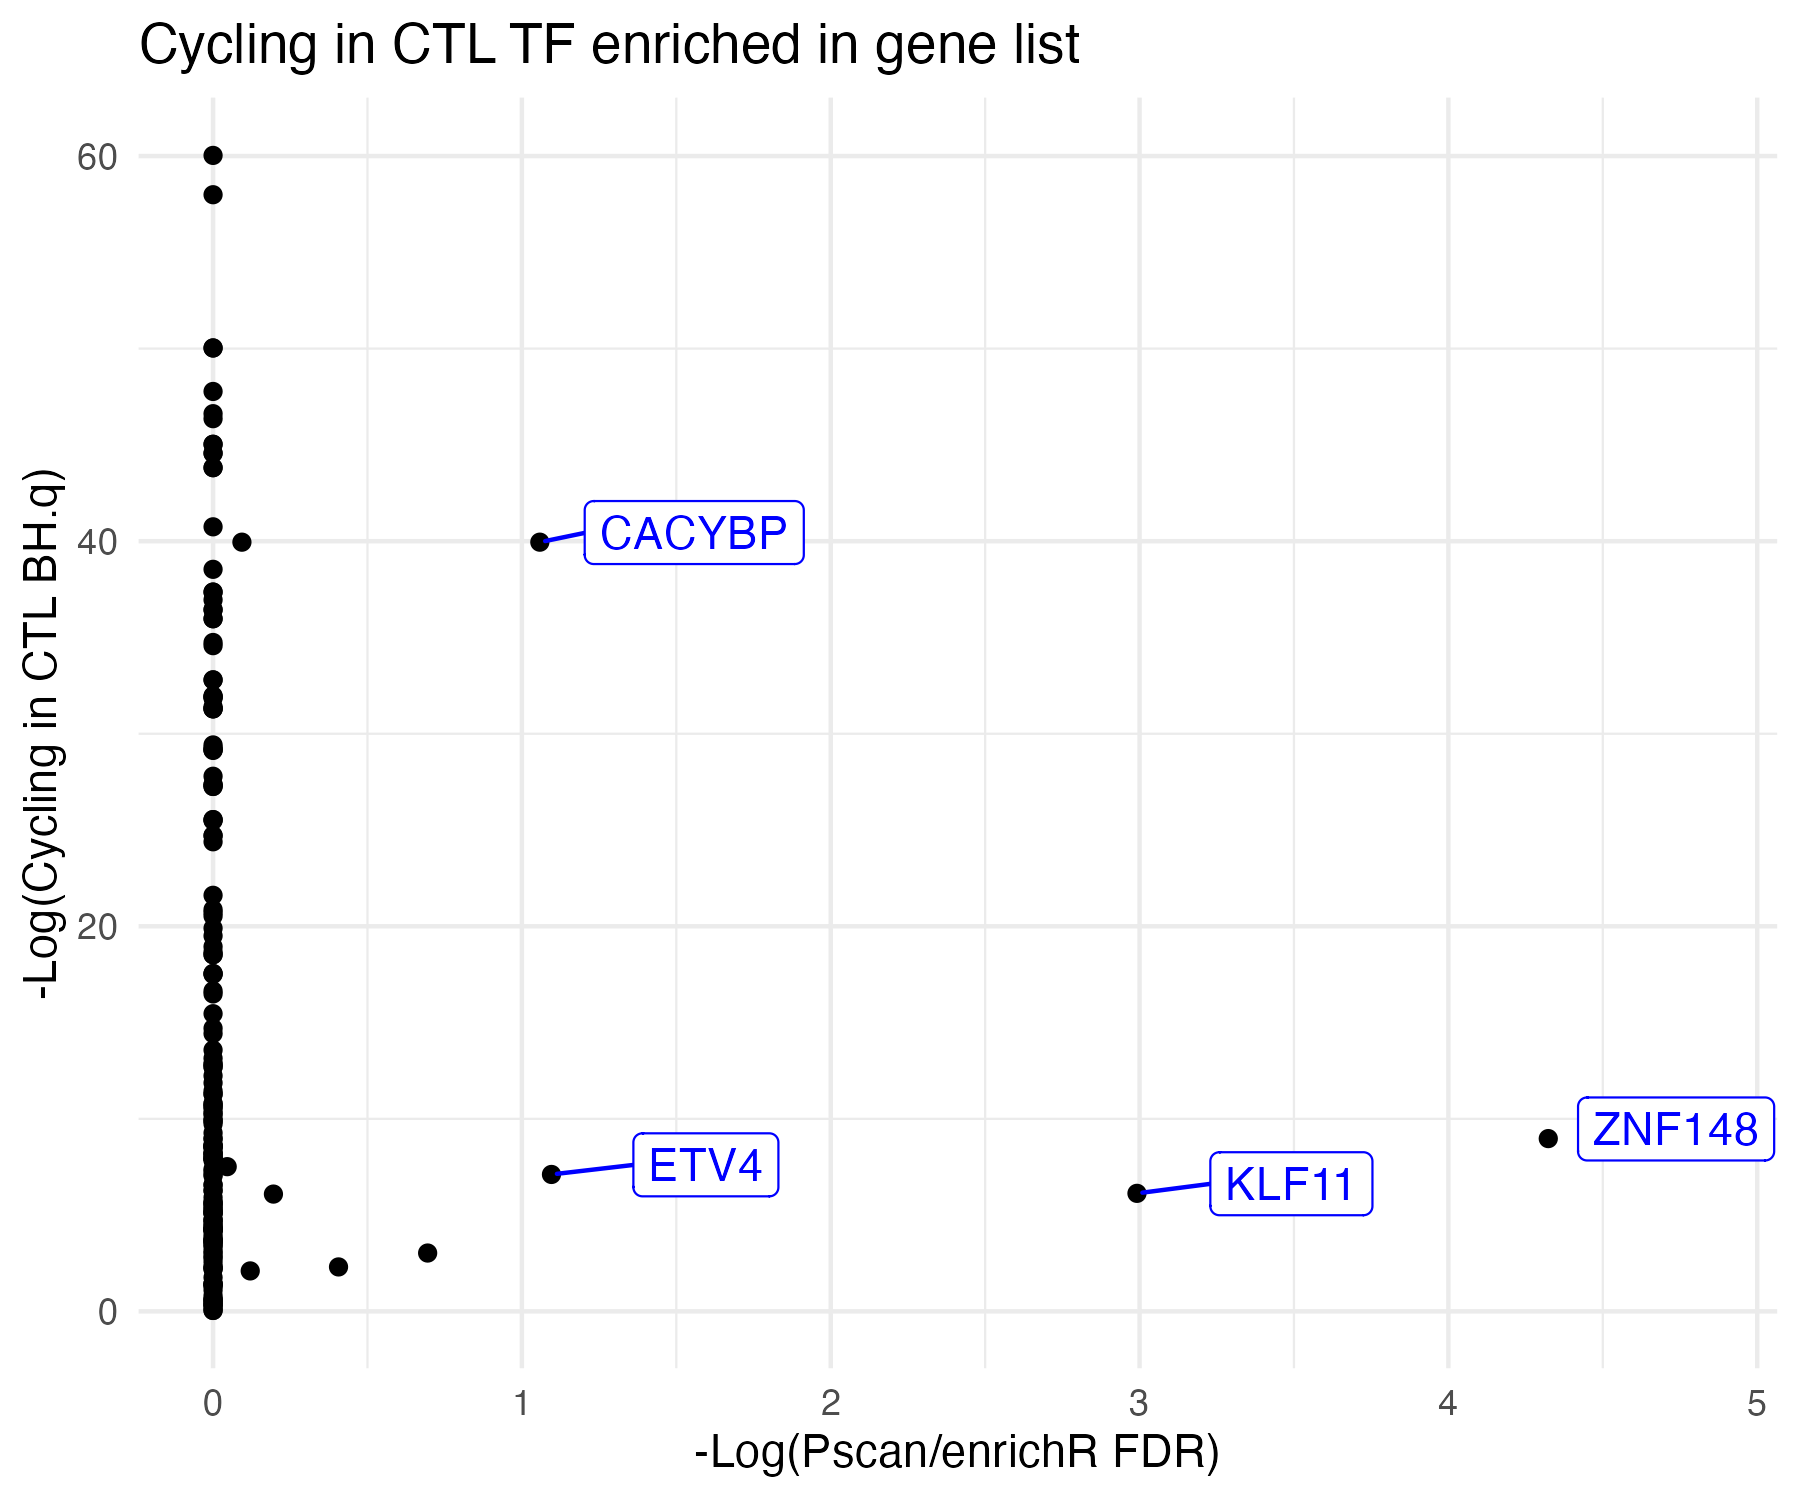 Cycling in CTL TF enriched in gene list
-Log(Cycling in CTL BH.q)
60
40
20
0
CACYBP
ETV4
KLF11
ZNF148
0 1 2 3 4 5
-Log(Pscan/enrichR FDR)